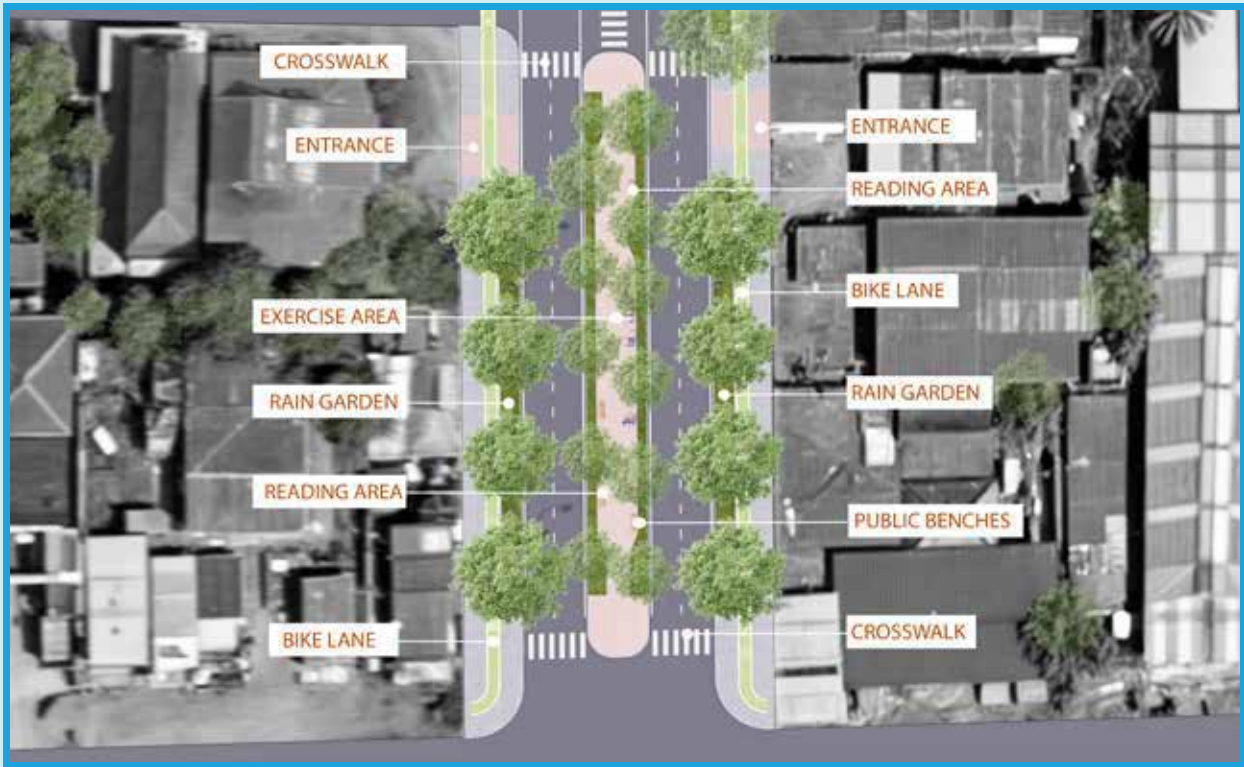 CROSSWALK
ENTRANCE
EXERCISE AREA
RAIN GARDEN
READING AREA
BIKE LANE
ENTRANCE
READING AREA
BIKE LANE
RAIN GARDEN
PUBLIC BENCHES
CROSSWALK